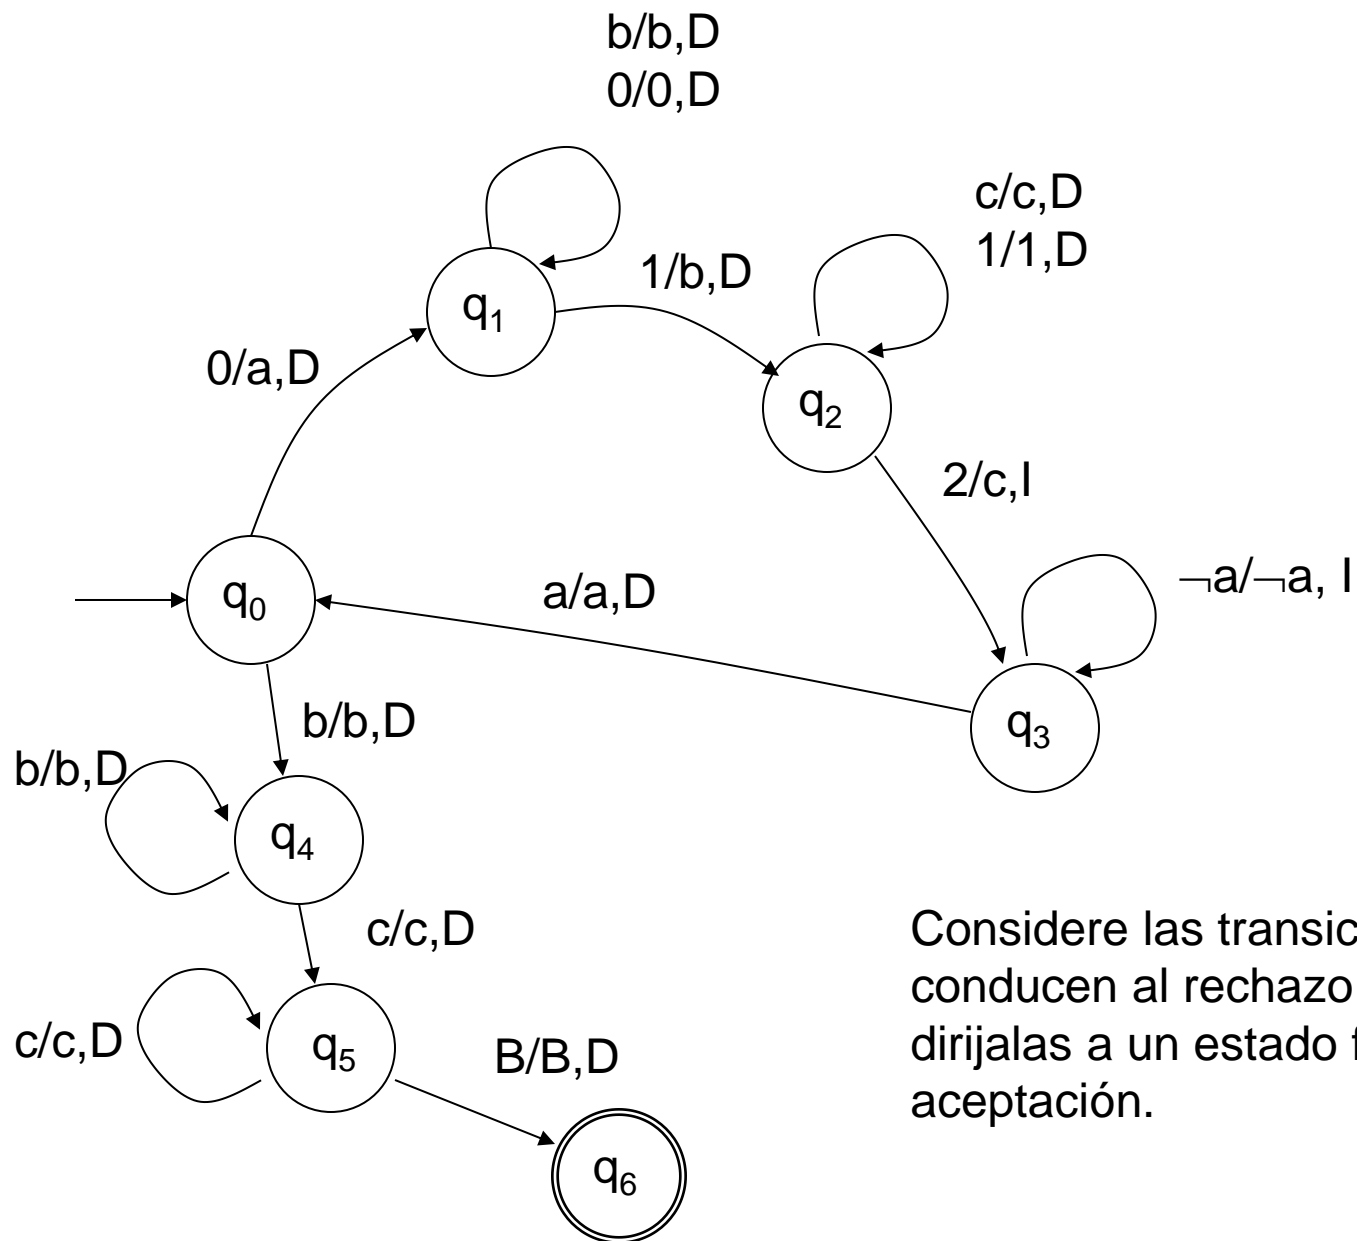 b/b,D
0/0,D
c/c,D
1/1,D
1/b,D
q1
0/a,D
q2
2/c,I
¬a/¬a, I
a/a,D
q0
b/b,D
q3
b/b,D
q4
c/c,D
Considere las
conducen al rechazo
dirijalas a un estado
aceptación.
c/c,D
q5
B/B,D
q6